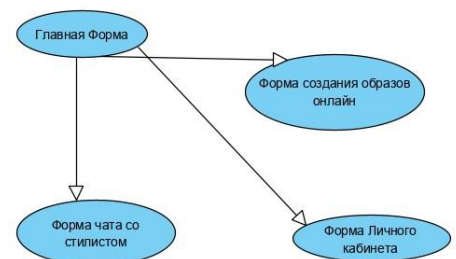 Главная Форма
Форма создания образов
онлайн
Форма чата со
стилистом
Форма Личного
кабинета